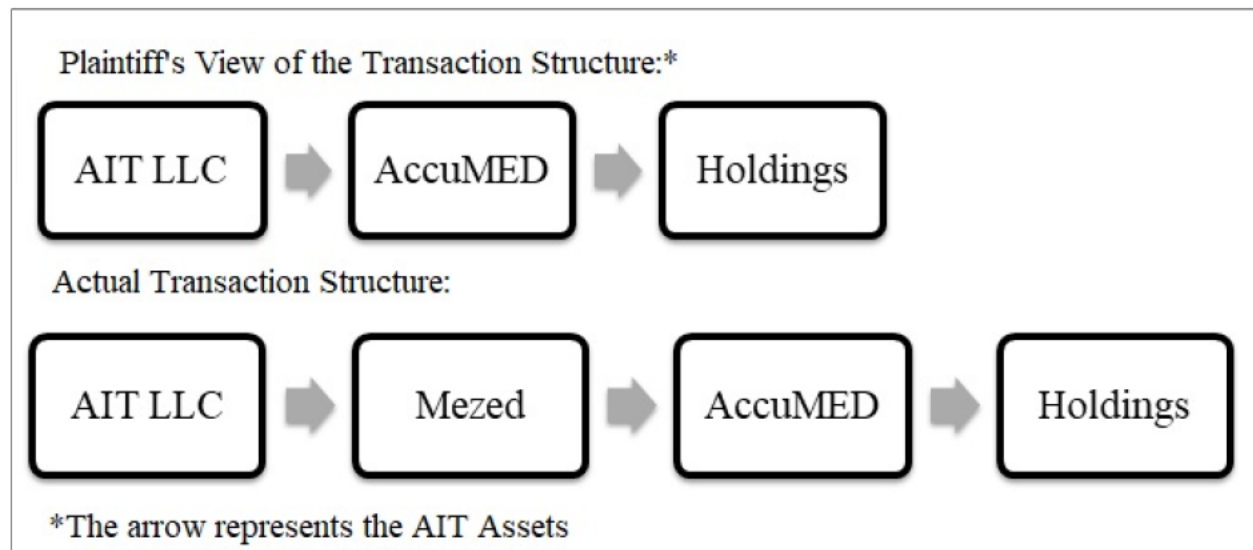 Plaintiff's View of the Transaction Structure:*
AIT LLC AccuMED Holdings
Actual Transaction Structure:
AIT LLC Mezed AccuMED Holdings
*The arrow represents the AIT Assets